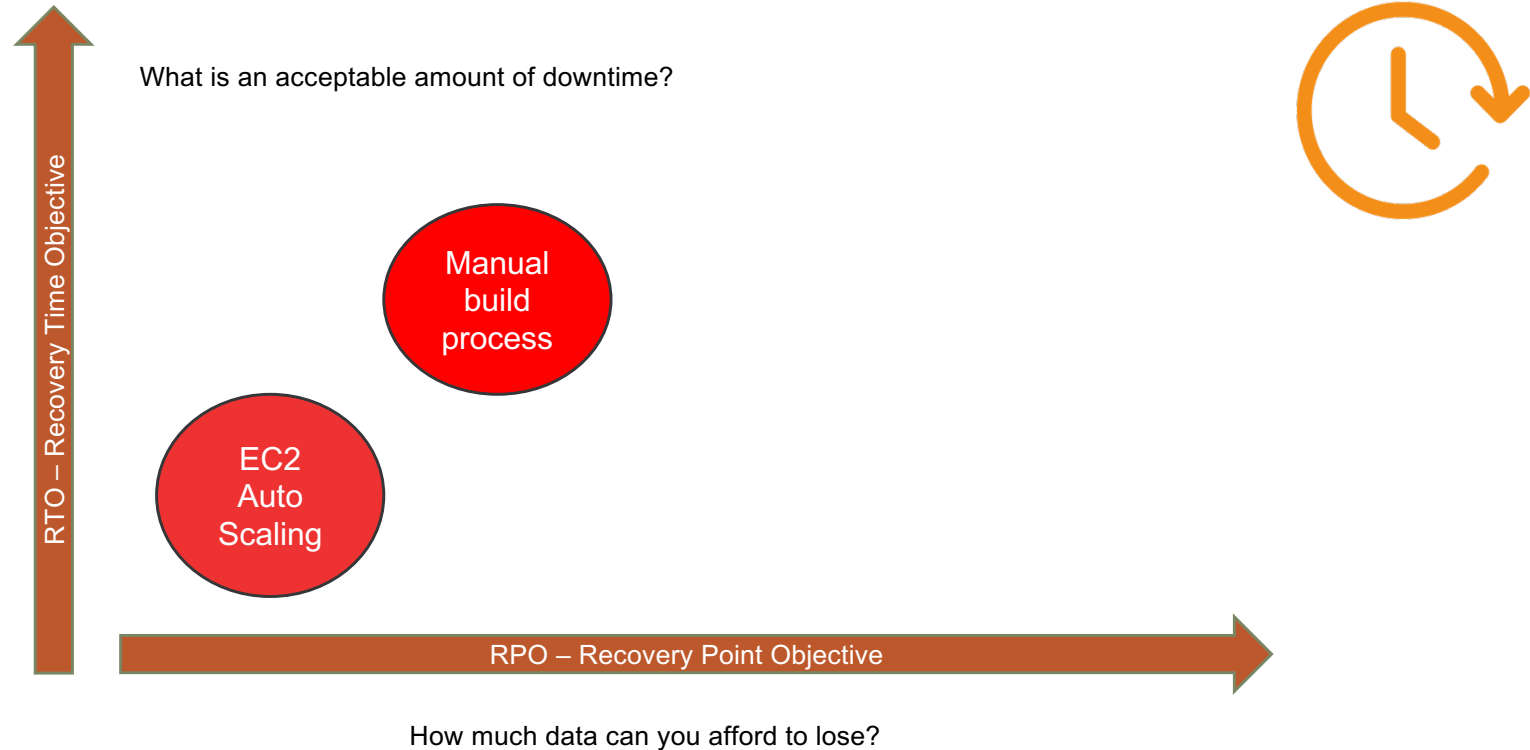 What is an acceptable amount of downtime?
RTO – Recovery Time Objective
Manual
build
process
EC2
Auto
Scaling
RPO – Recovery Point Objective
How much data can you afford to lose?